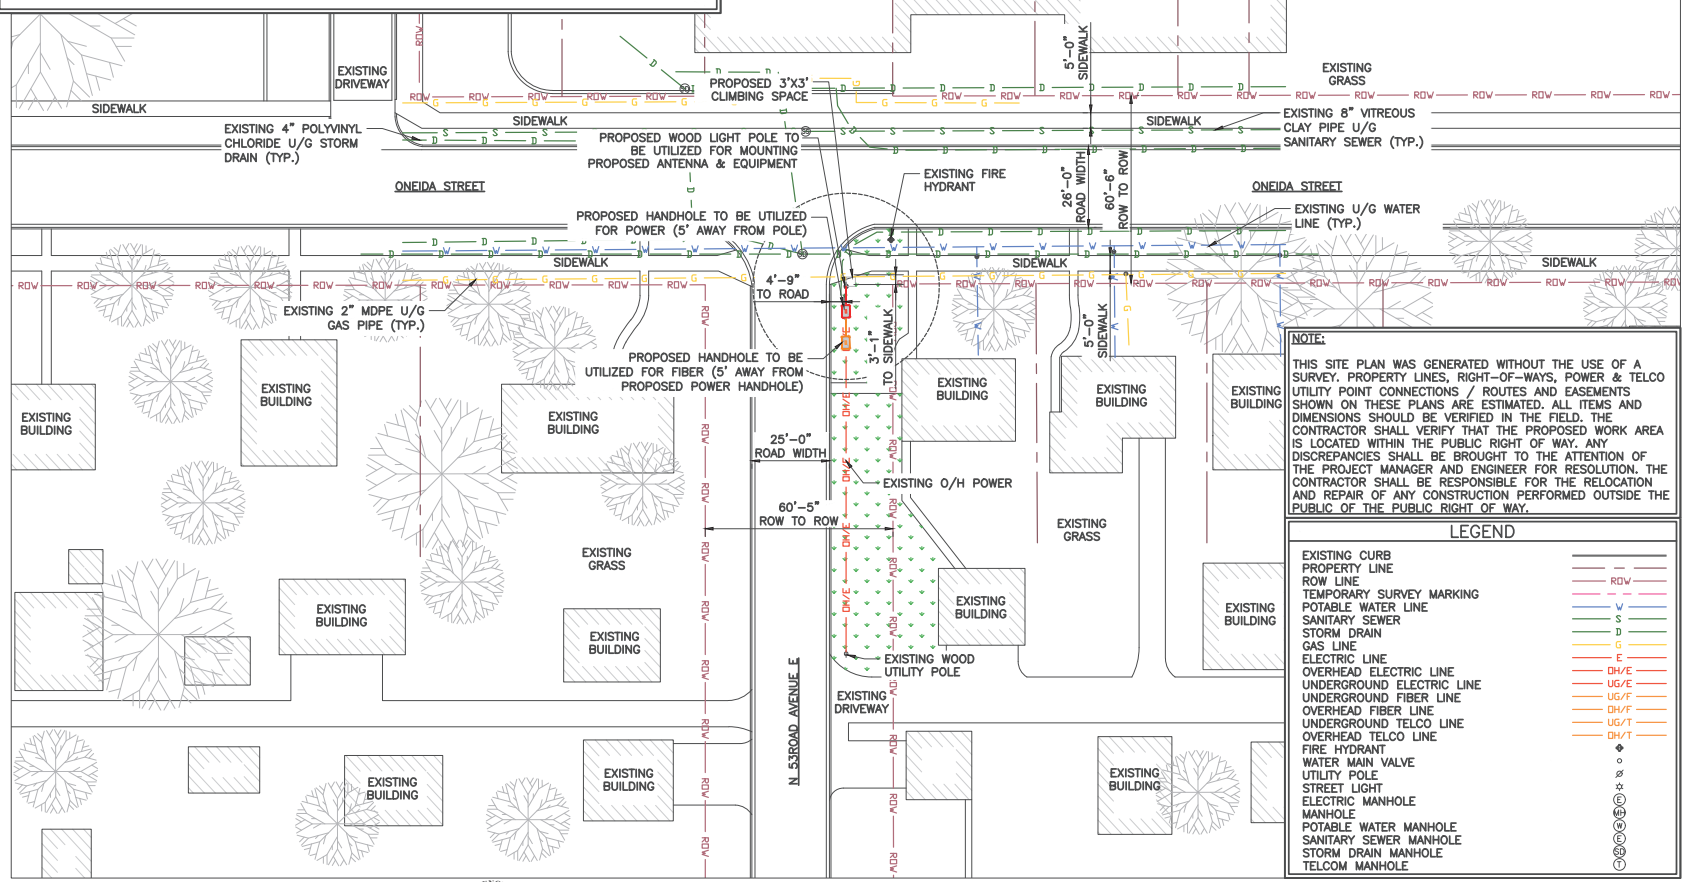 EXISTING
DRIVEWAY
SIDEWALK
EXISTING 4" POLYVINYL
CHLORIDE U/G STORM
DRAIN (TYP.)
SIDEWALK
PROPOSED 3'X3'
CLIMBING SPACE
PROPOSED WOOD LIGHT POLE TO
BE UTILIZED FOR MOUNTING
PROPOSED ANTENNA & EQUIPMENT
5'-0"
SIDEWALK
EXISTING
GRASS
SIDEWALK
EXISTING 8" VITREOUS
CLAY PIPE U/G
SANITARY SEWER (TYP.)
ONEIDA STREET
EXISTING FIRE
HYDRANT
26'-0"
ROAD WIDTH
60'-6"
ROW TO ROW
ONEIDA STREET
PROPOSED HANDHOLE TO BE UTILIZED
FOR POWER (5' AWAY FROM POLE)
EXISTING U/G WATER
LINE (TYP.)
SIDEWALK
SIDEWALK
SIDEWALK
4'-9"
TO ROAD
EXISTING 2" MDPE U/G
GAS PIPE (TYP.)
3'-1"
TO SIDEWALK
5'-0"
SIDEWALK
PROPOSED HANDHOLE TO BE
UTILIZED FOR FIBER (5' AWAY FROM
PROPOSED POWER HANDHOLE)
EXISTING
BUILDING
EXISTING
BUILDING
EXISTING
BUILDING
EXISTING
BUILDING
EXISTING
BUILDING
EXISTING
BUILDING
25'-0"
ROAD WIDTH
EXISTING O/H POWER
60'-5"
ROW TO ROW
EXISTING
GRASS
EXISTING
GRASS
EXISTING
BUILDING
EXISTING
BUILDING
EXISTING
BUILDING
EXISTING
BUILDING
EXISTING WOOD
UTILITY POLE
EXISTING
DRIVEWAY
N 53ROAD AVENUE E
EXISTING
BUILDING
EXISTING
BUILDING
EXISTING
BUILDING
NOTE:
THIS SITE PLAN WAS GENERATED WITHOUT THE USE OF A
SURVEY. PROPERTY LINES, RIGHT-OF-WAYS, POWER & TELCO
UTILITY POINT CONNECTIONS / ROUTES AND EASEMENTS
SHOWN ON THESE PLANS ARE ESTIMATED. ALL ITEMS AND
DIMENSIONS SHOULD BE VERIFIED IN THE FIELD. THE
CONTRACTOR SHALL VERIFY THAT THE PROPOSED WORK AREA
IS LOCATED WITHIN THE PUBLIC RIGHT OF WAY. ANY
DISCREPANCIES SHALL BE BROUGHT TO THE ATTENTION OF
THE PROJECT MANAGER AND ENGINEER FOR RESOLUTION. THE
CONTRACTOR SHALL BE RESPONSIBLE FOR THE RELOCATION
AND REPAIR OF ANY CONSTRUCTION PERFORMED OUTSIDE THE
PUBLIC OF THE PUBLIC RIGHT OF WAY.
LEGEND
EXISTING CURB
PROPERTY LINE
ROW LINE ROW
TEMPORARY SURVEY MARKING
POTABLE WATER LINE W
SANITARY SEWER S
STORM DRAIN D
GAS LINE G
ELECTRIC LINE E
OVERHEAD ELECTRIC LINE OH/E
UNDERGROUND ELECTRIC LINE UG/E
UNDERGROUND FIBER LINE UG/F
OVERHEAD FIBER LINE OH/F
UNDERGROUND TELCO LINE UG/T
OVERHEAD TELCO LINE OH/T
FIRE HYDRANT
WATER MAIN VALVE
UTILITY POLE
STREET LIGHT
ELECTRIC MANHOLE E
MANHOLE MH
POTABLE WATER MANHOLE W
SANITARY SEWER MANHOLE E
STORM DRAIN MANHOLE SD
TELCOM MANHOLE T